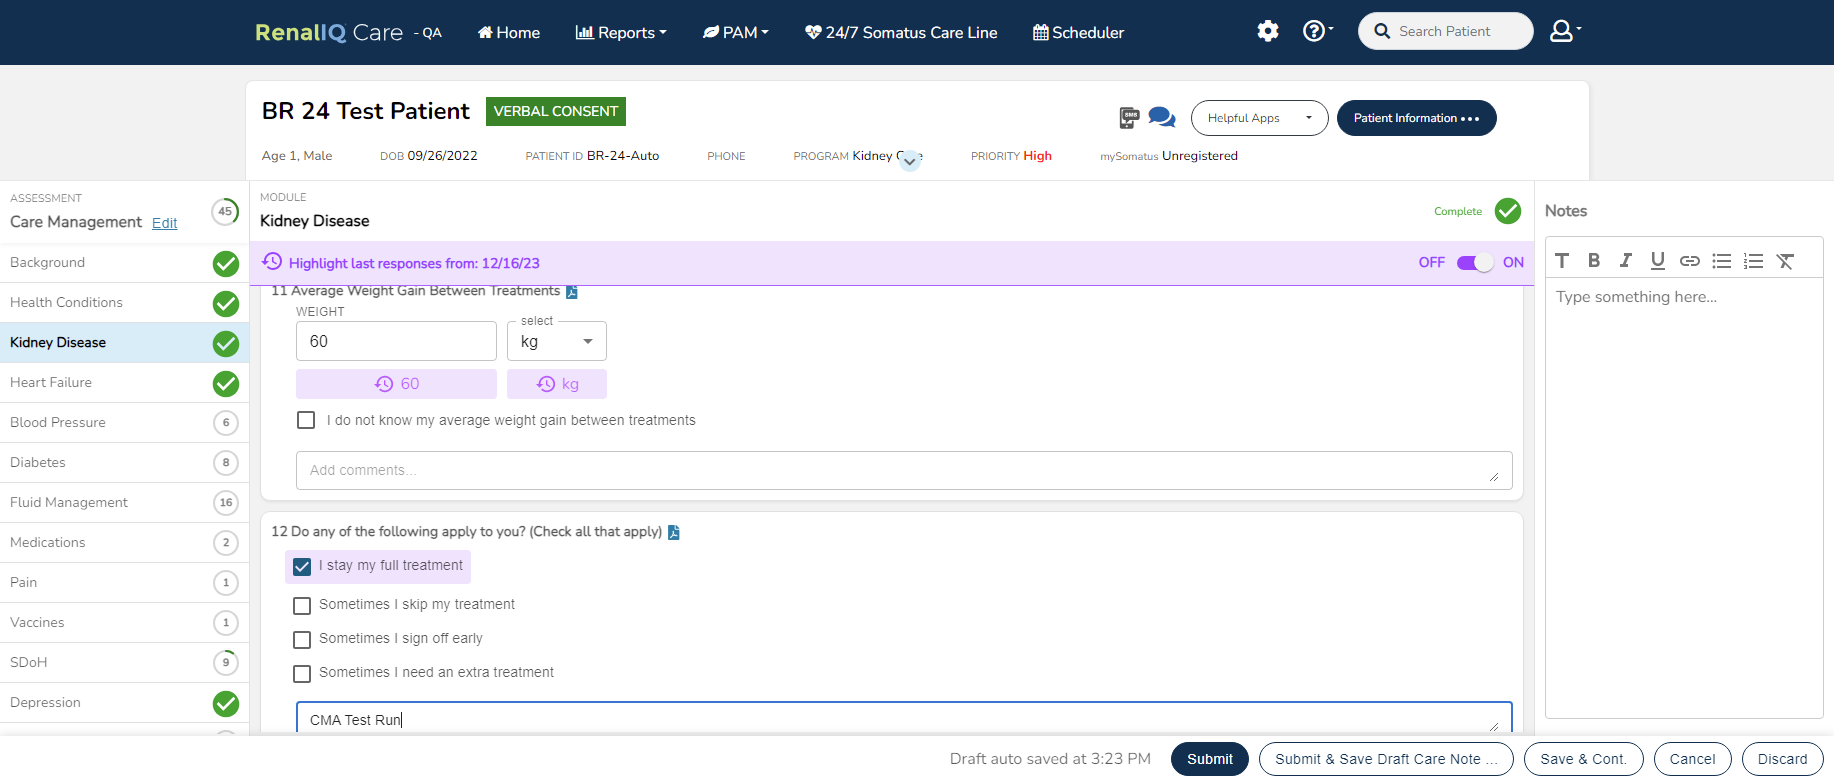 RenalIQ Care - QA
Home
Reports
PAM
24/7 Somatus Care Line
Scheduler
Search Patient
BR 24 Test Patient
VERBAL CONSENT
SMS
Helpful Apps
Patient Information
Age 1, Male
DOB 09/26/2022
PATIENT ID BR-24-Auto
PHONE
PROGRAM Kidney
PRIORITY High
mySomatus Unregistered
ASSESSMENT
Care Management Edit
45
Background
Health Conditions
Kidney Disease
Heart Failure
Blood Pressure 6
Diabetes 8
Fluid Management 16
Medications 2
Pain 1
Vaccines 1
SDoH 9
Depression
MODULE
Kidney Disease
Complete
Highlight last responses from: 12/16/23
OFF ON
11 Average Weight Gain Between Treatments
WEIGHT
60
select
kg
60
kg
I do not know my average weight gain between treatments
Add comments...
12 Do any of the following apply to you? (Check all that apply)
I stay my full treatment
Sometimes I skip my treatment
Sometimes I sign off early
Sometimes I need an extra treatment
CMA Test Run
Notes
T B I U
Type something here...
Draft auto saved at 3:23 PM
Submit
Submit & Save Draft Care Note ...
Save & Cont.
Cancel
Discard